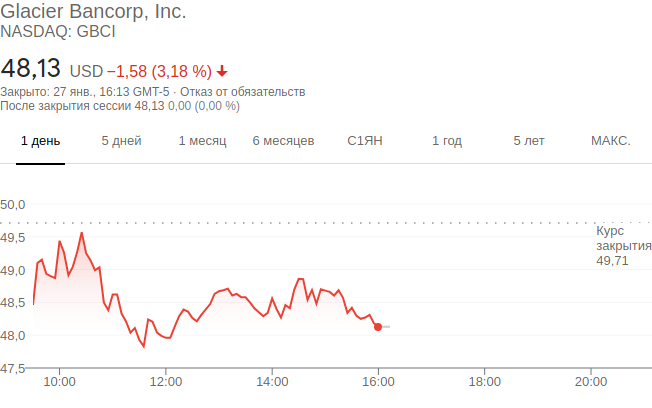 Glacier Bancorp, Inc.
NASDAQ: GBCI
48,13 USD −1,58 (3,18 %)
Закрыто: 27 янв., 16:13 GMT-5 · Отказ от обязательств
После закрытия сессии 48,13 0,00 (0,00 %)
1 день 5 дней 1 месяц 6 месяцев С1ЯН 1 год 5 лет МАКС.
50,0
Курс
49,5
закрытия
49,71
49,0
48,5
48,0
47,5
10:00 12:00 14:00 16:00 18:00 20:00